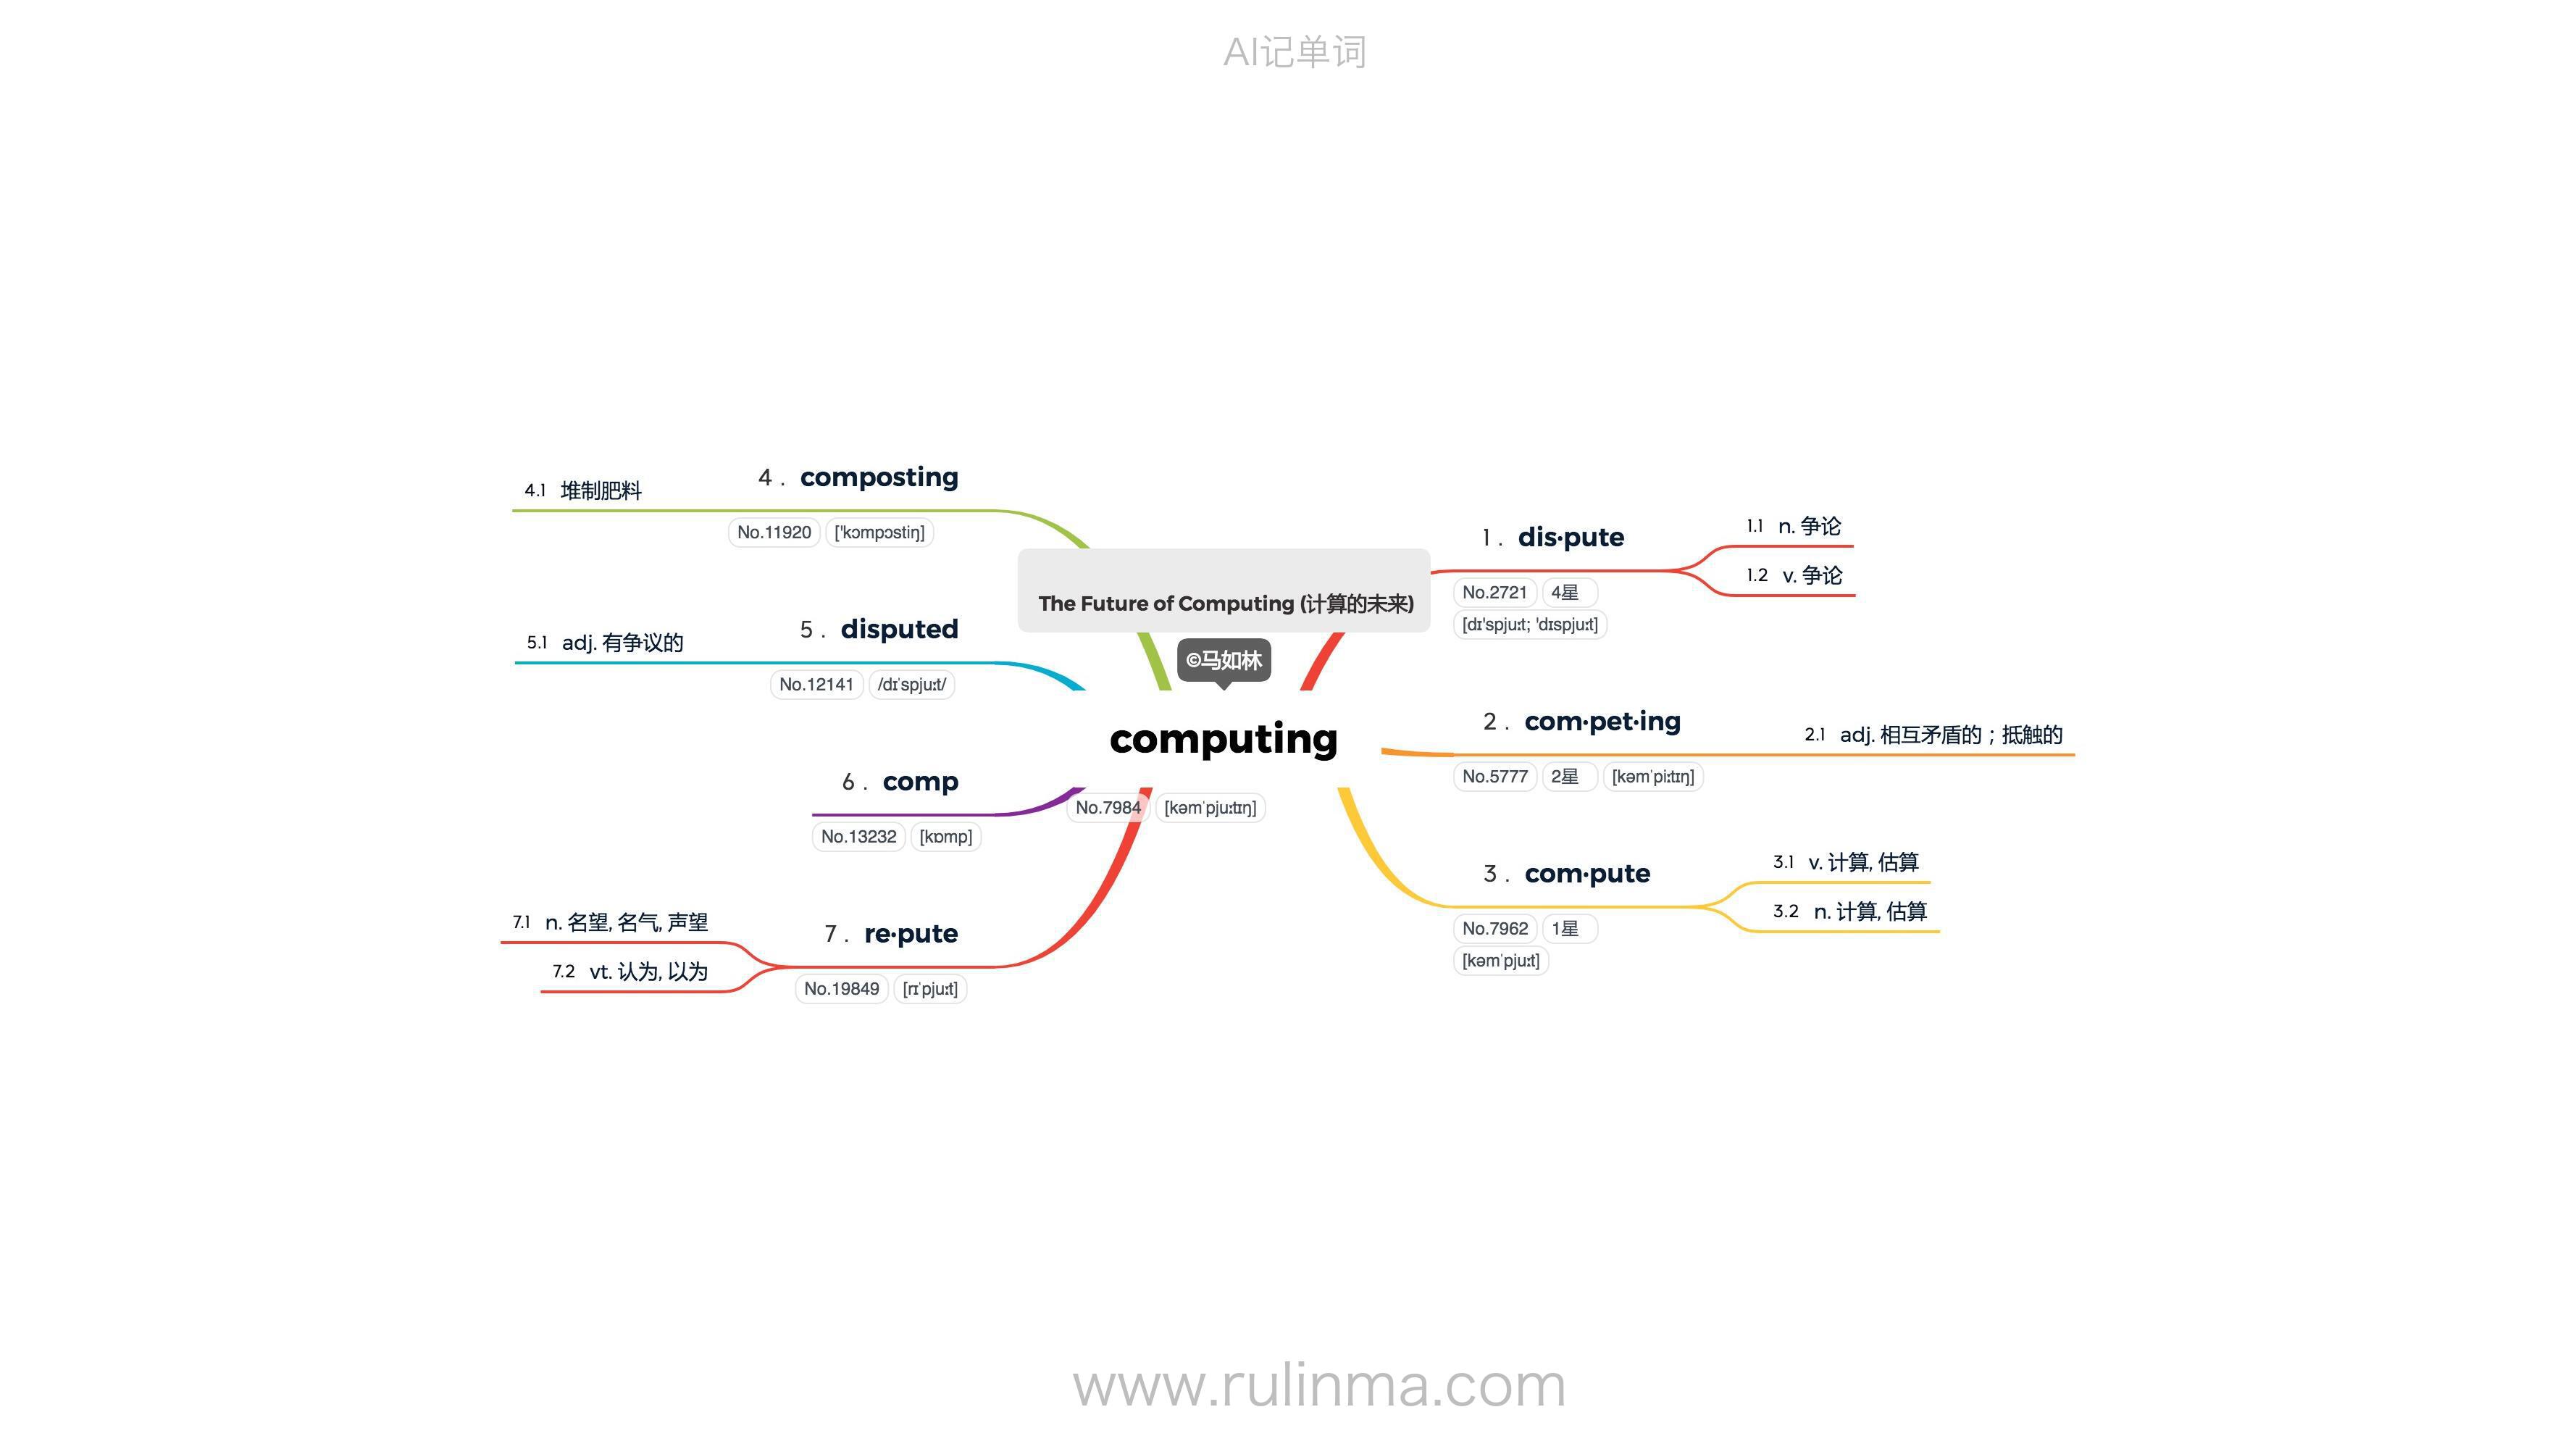 AI记单词
The Future of Computing (计算的未来)
©马如林
computing
No.7984 [kəmˈpjuːtɪŋ]
1 . dis·pute
No.2721 4星
[dɪ'spjuːt; 'dɪspjuːt]
1.1 n. 争论
1.2 v. 争论
2 . com·pet·ing
No.5777 2星 [kəmˈpiːtɪŋ]
2.1 adj. 相互矛盾的；抵触的
3 . com·pute
No.7962 1星
[kəmˈpjuːt]
3.1 v. 计算, 估算
3.2 n. 计算, 估算
4 . composting
No.11920 ['kɔmpɔstiŋ]
4.1 堆制肥料
5 . disputed
No.12141 /dɪˈspjuːt/
5.1 adj. 有争议的
6 . comp
No.13232 [kɒmp]
7 . re·pute
No.19849 [rɪˈpjuːt]
7.1 n. 名望, 名气, 声望
7.2 vt. 认为, 以为
www.rulinma.com